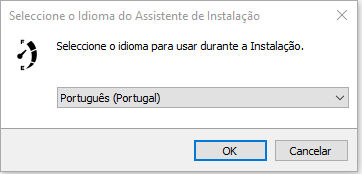 Seleccione o Idioma do Assistente de Instalação
Seleccione o idioma para usar durante a Instalação.
Português (Portugal)
OK
Cancelar